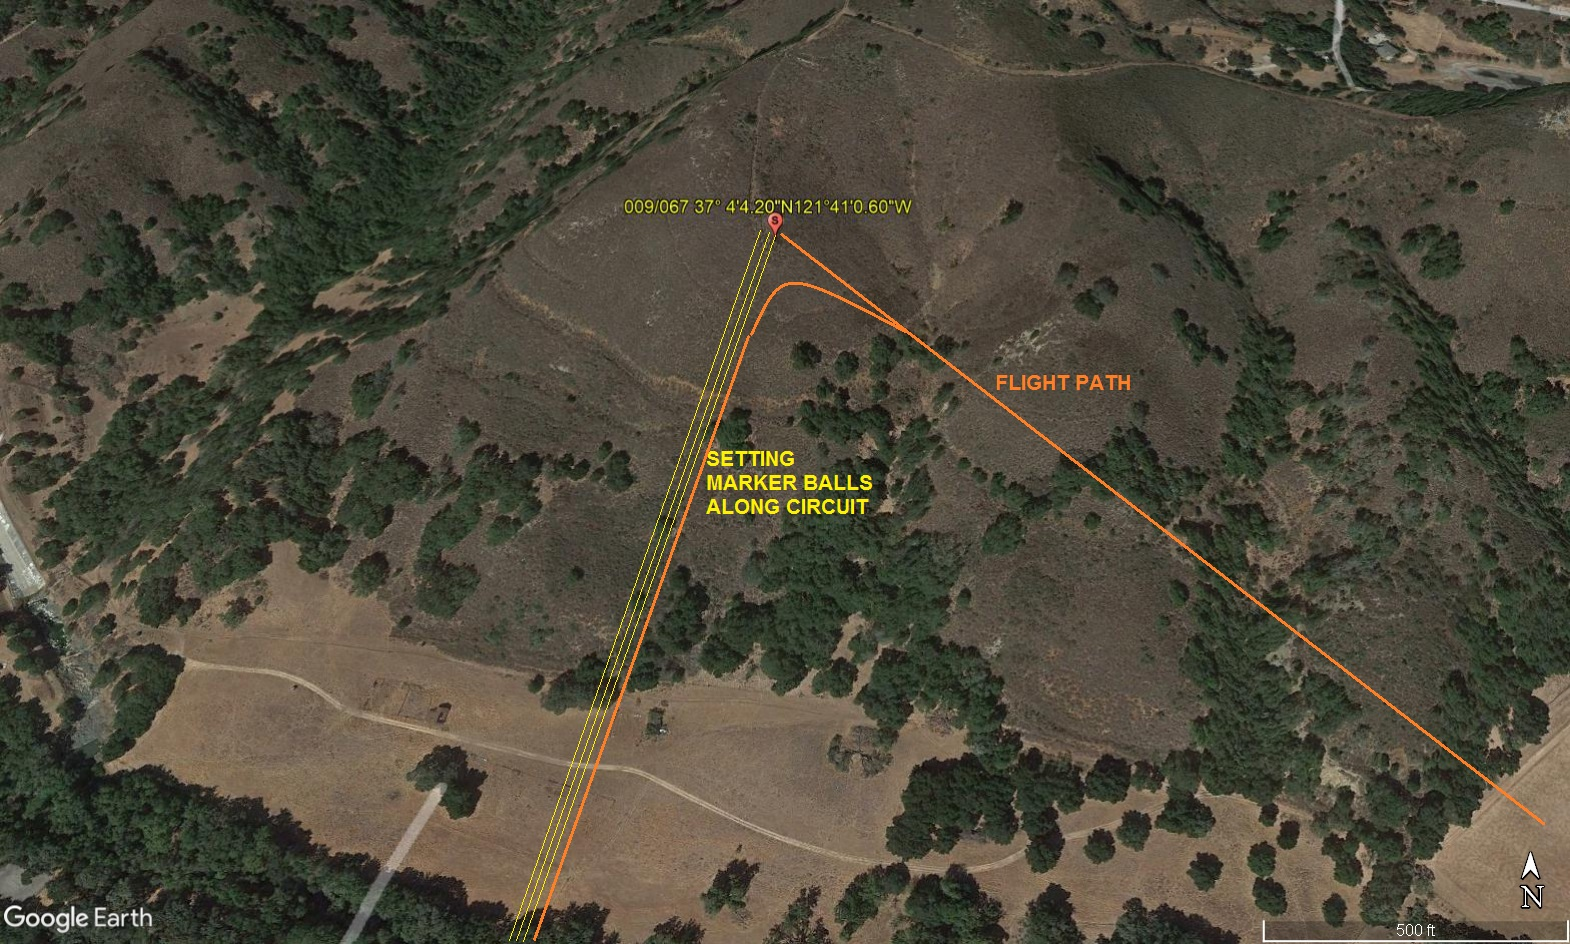 009/067 37° 4'4.20"N121°41'0.60"W
S
FLIGHT PATH
SETTING
MARKER BALLS
ALONG CIRCUIT
N
Google Earth
500 ft